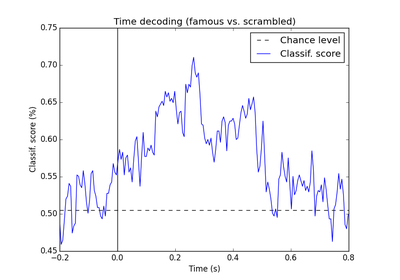 Time decoding (famous vs. scrambled)
0.75
Chance level
Classif. score
0.70
0.65
0.60
0.55
0.50
0.45
Classif. score (%)
−0.2
0.0
0.2
0.4
0.6
0.8
Time (s)